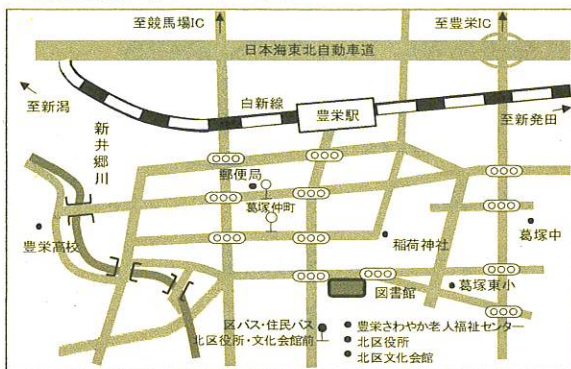 至競馬場IC
至豊栄IC
日本海東北自動車道
至新潟
白新線
豊栄駅
至新発田
新井郷川
郵便局
葛塚仲町
豊栄高校
稲荷神社
葛塚中
図書館
葛塚東小
区バス・住民バス
北区役所・文化会館前
豊栄さわやか老人福祉センター
北区役所
北区文化会館